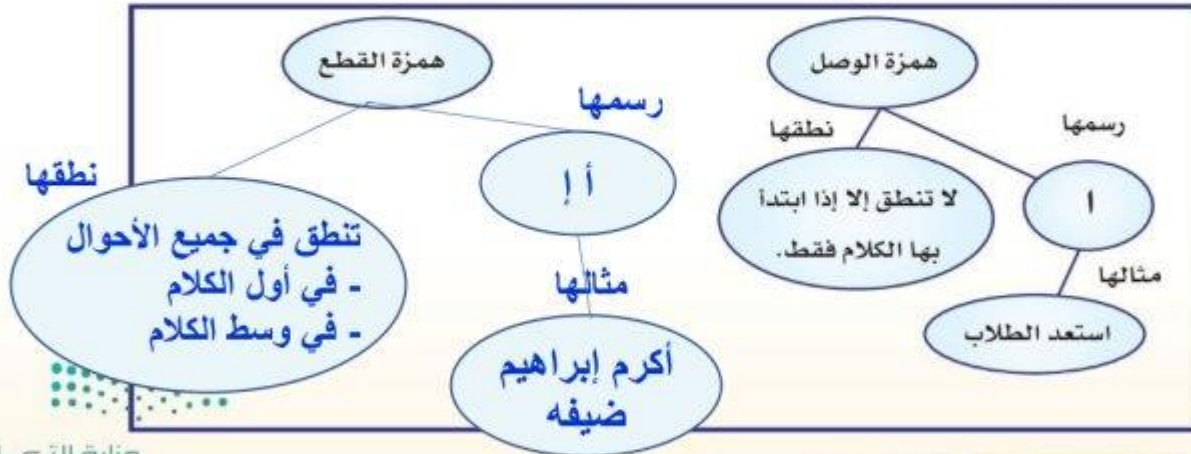 همزة الوصل
رسمها
نطقها
ا
لا تنطق إلا إذا ابتدأ
بها الكلام فقط.
مثالها
استعد الطلاب
همزة القطع
رسمها
نطقها
أ إ
تنطق في جميع الأحوال
- في أول الكلام
- في وسط الكلام
مثالها
أكرم إبراهيم
ضيفه